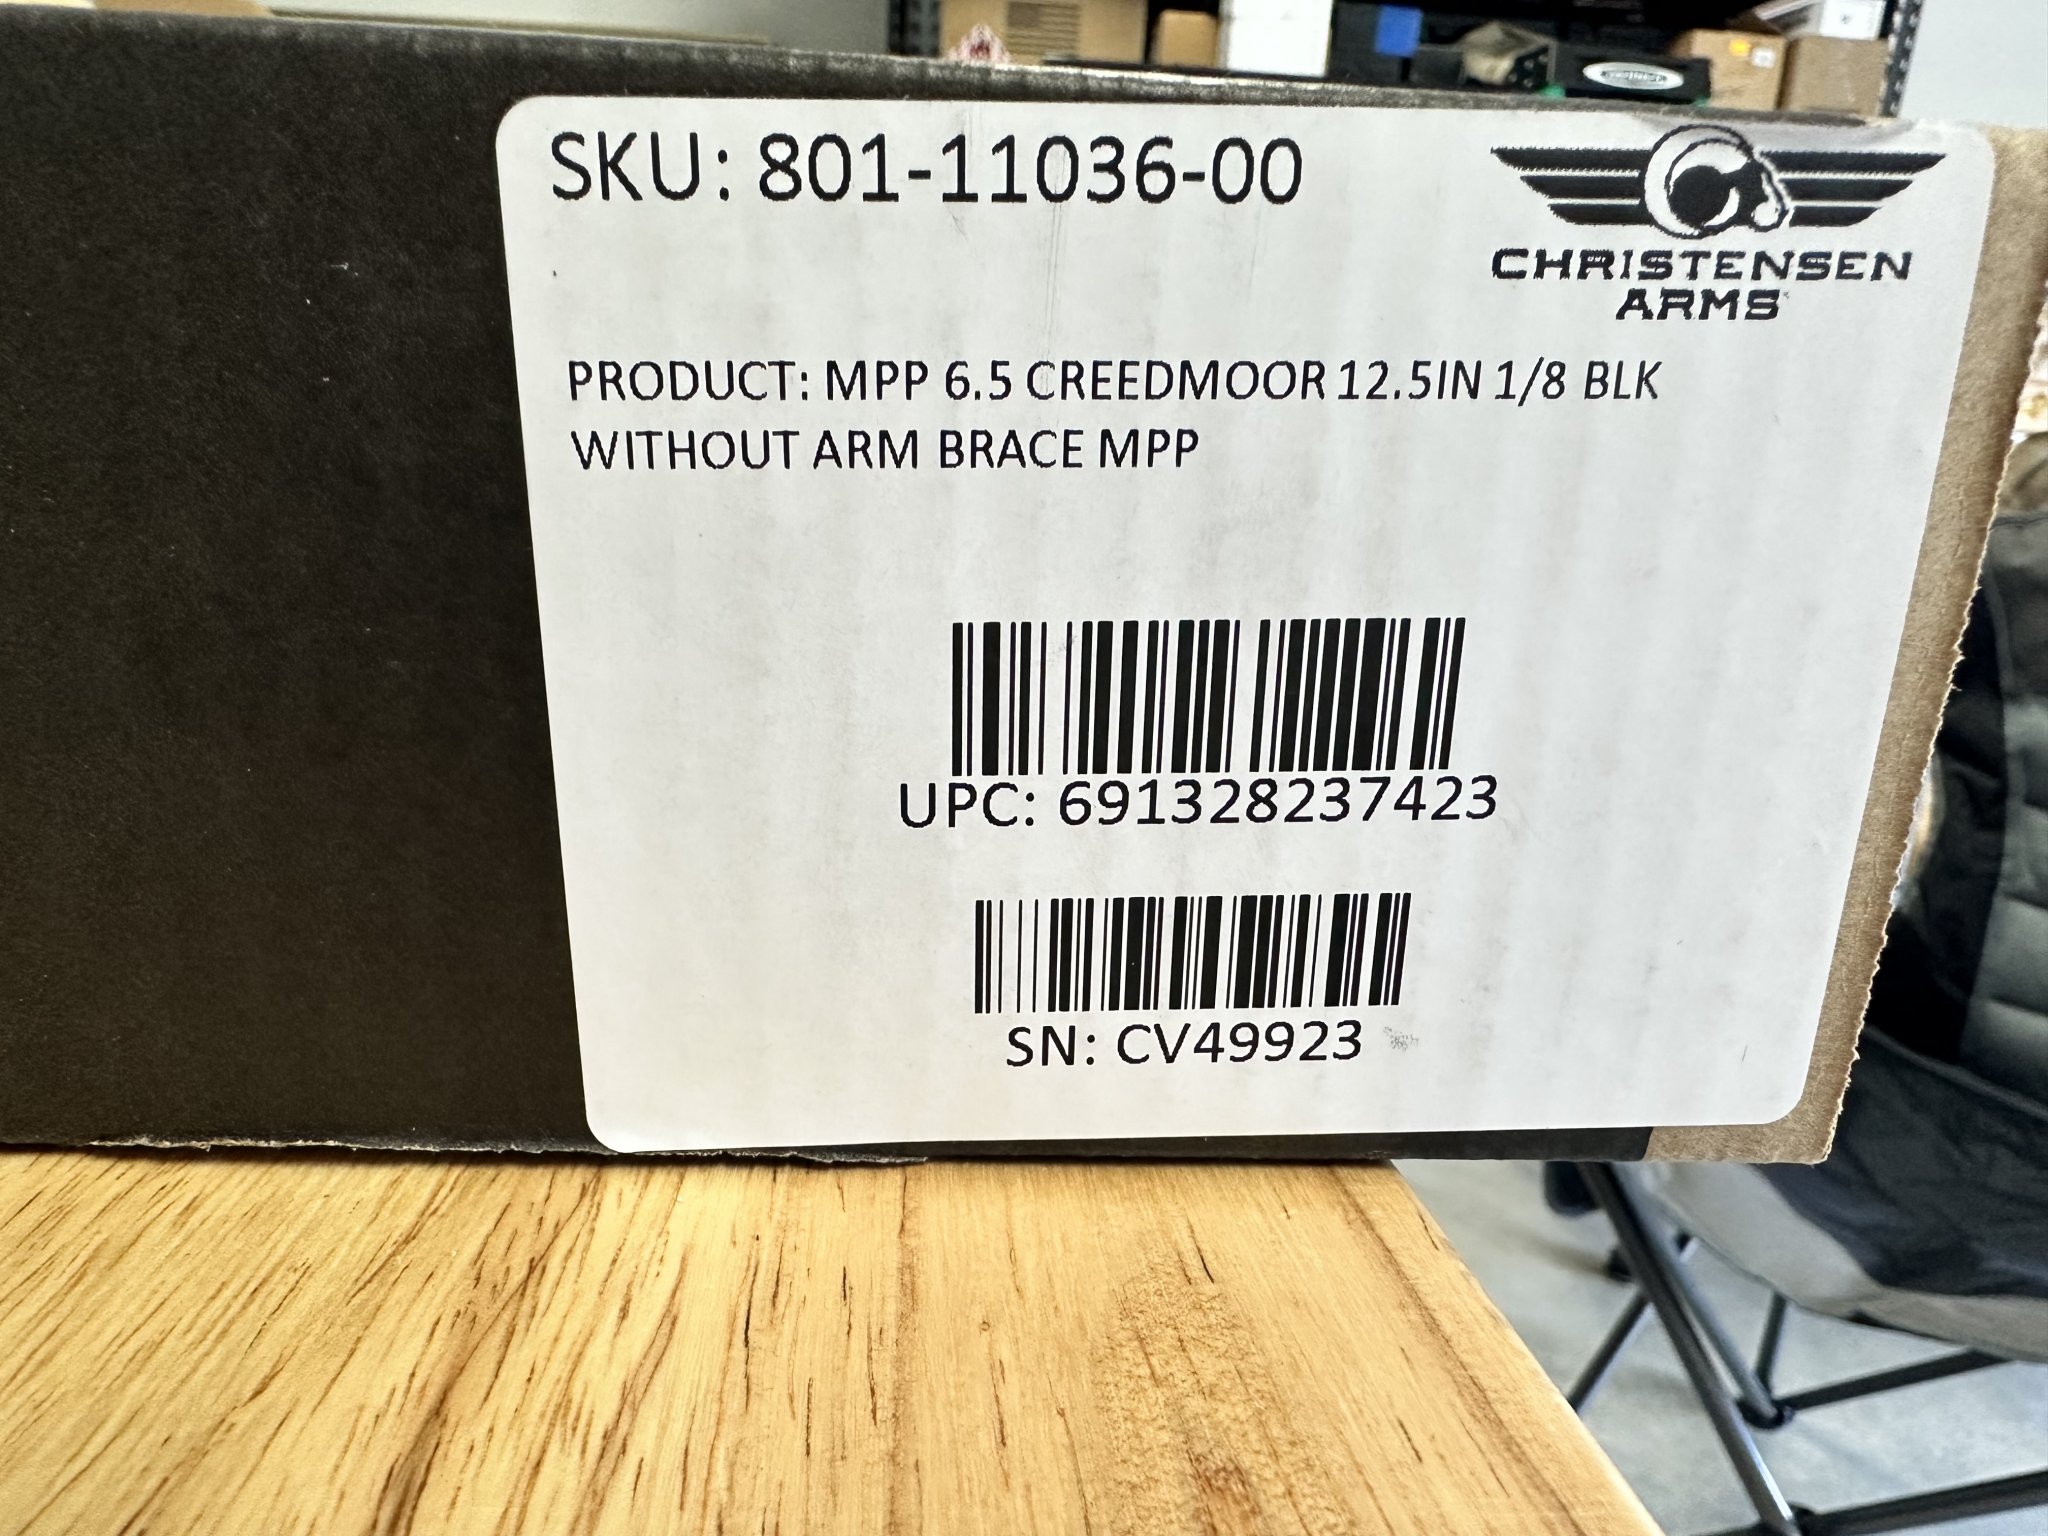 SKU: 801-11036-00
CHRISTENSEN
ARMS
PRODUCT: MPP 6.5 CREEDMOOR 12.5IN 1/8 BLK
WITHOUT ARM BRACE MPP
UPC: 691328237423
SN: CV49923